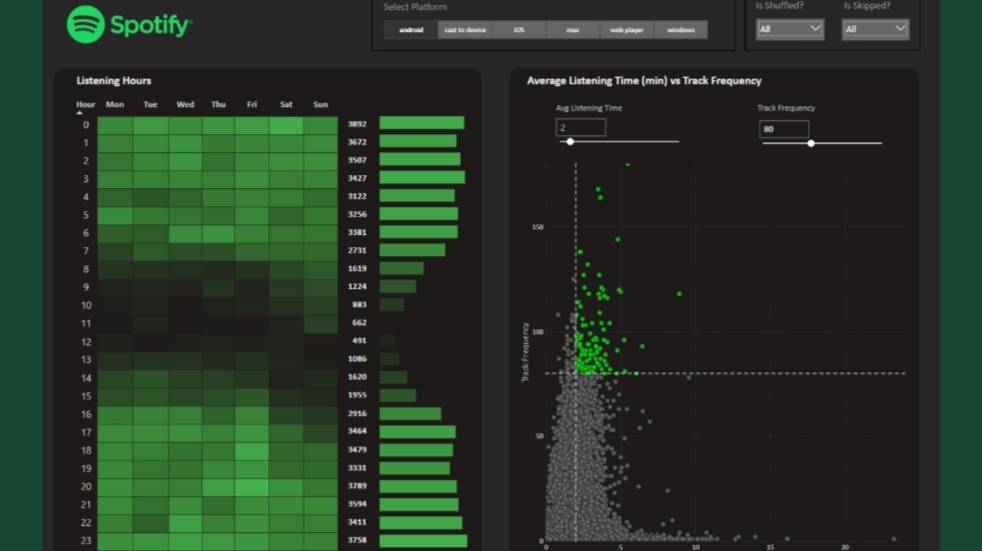 Spotify
Select Platform
android cast to device iOS mac web player windows
Is Shuffled? Is Skipped?
All All
Listening Hours
Hour Mon Tue Wed Thu Fri Sat Sun
0 3892
1 3672
2 3507
3 3427
4 3122
5 3256
6 3381
7 2731
8 1619
9 1224
10 883
11 662
12 491
13 1086
14 1620
15 1955
16 2916
17 3464
18 3479
19 3331
20 3789
21 3594
22 3411
23 3758
Average Listening Time (min) vs Track Frequency
Avg Listening Time Track Frequency
2 80
Track Frequency
150
100
50
0
0 5 10 15 20